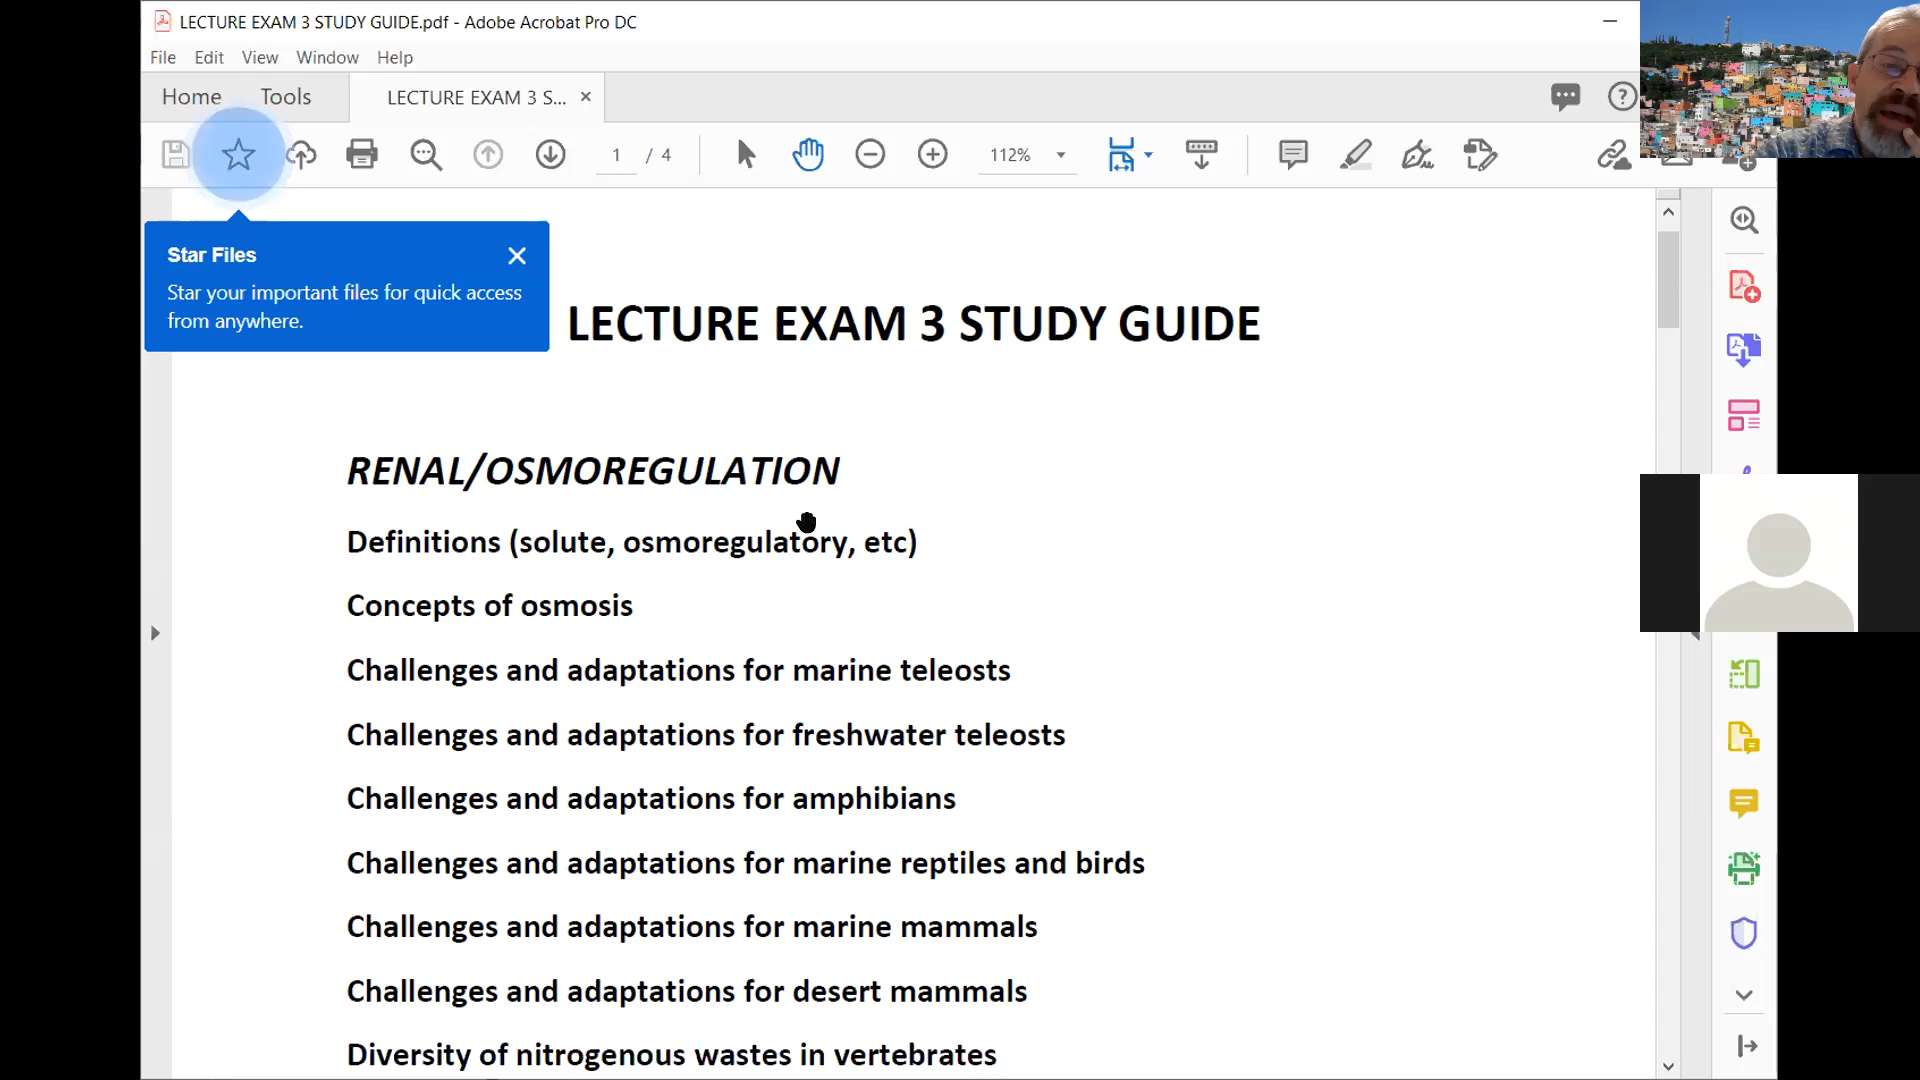 LECTURE EXAM 3 STUDY GUIDE.pdf - Adobe Acrobat Pro DC
File Edit View Window Help
Home Tools LECTURE EXAM 3 S...
1 / 4 112%
Star Files
Star your important files for quick access
from anywhere.
LECTURE EXAM 3 STUDY GUIDE
RENAL/OSMOREGULATION
Definitions (solute, osmoregulatory, etc)
Concepts of osmosis
Challenges and adaptations for marine teleosts
Challenges and adaptations for freshwater teleosts
Challenges and adaptations for amphibians
Challenges and adaptations for marine reptiles and birds
Challenges and adaptations for marine mammals
Challenges and adaptations for desert mammals
Diversity of nitrogenous wastes in vertebrates